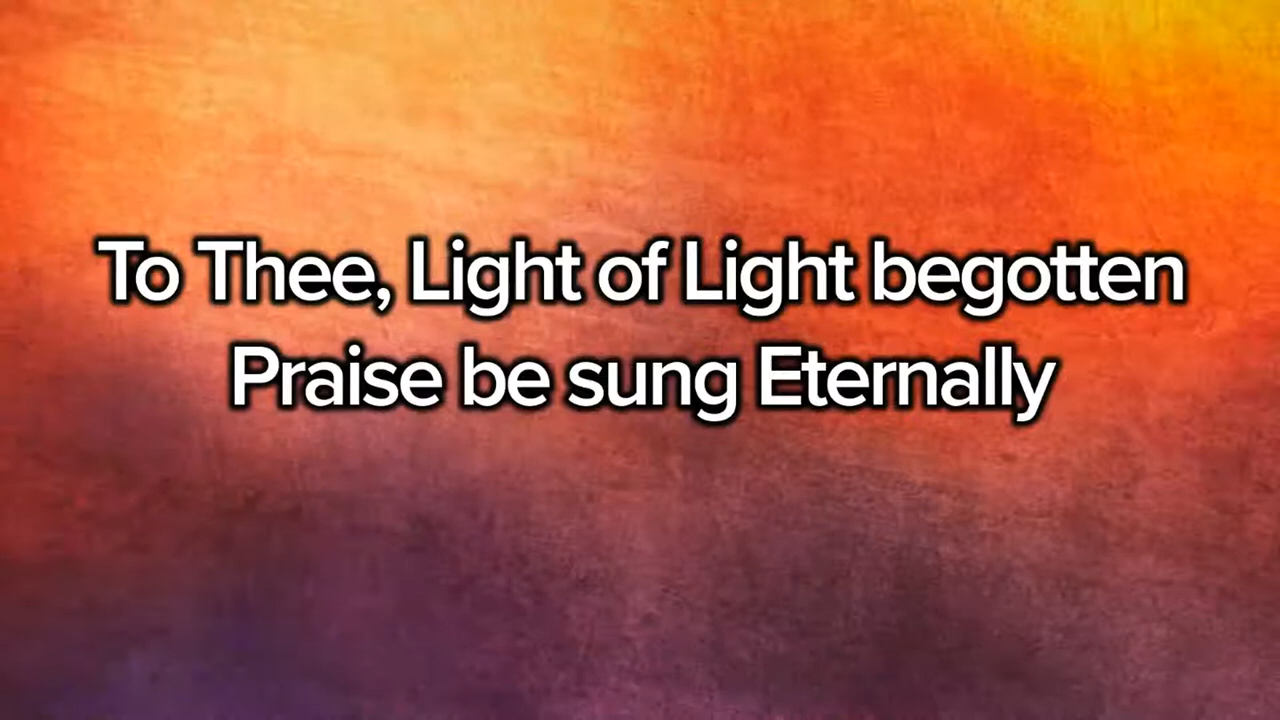 To Thee, Light of Light begotten
Praise be sung Eternally